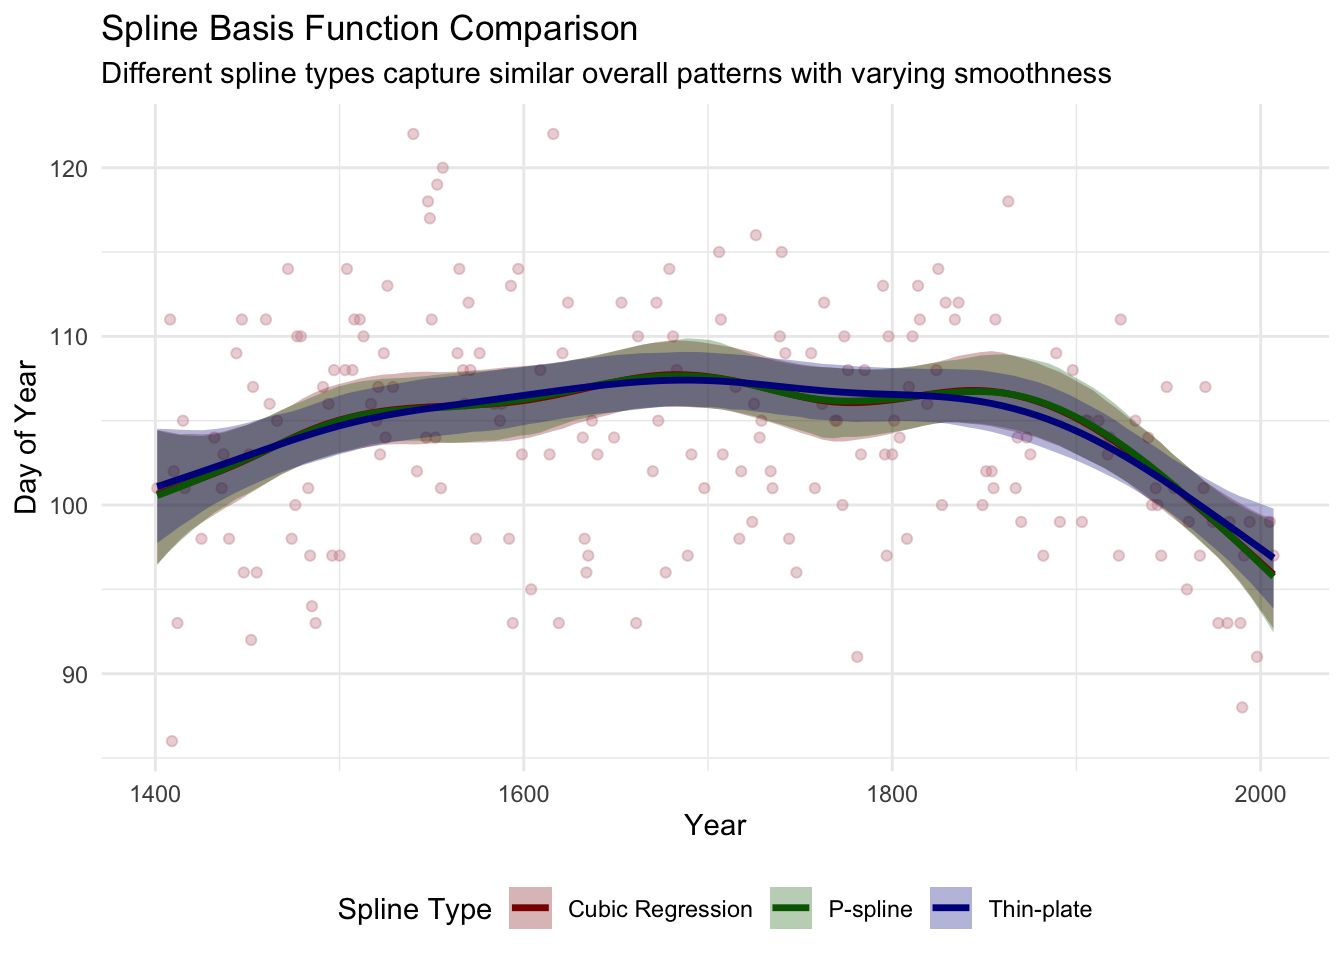 Spline Basis Function Comparison
Different spline types capture similar overall patterns with varying smoothness
120
110
100
90
Day of Year
1400
1600
1800
2000
Year
Spline Type
Cubic Regression
P-spline
Thin-plate